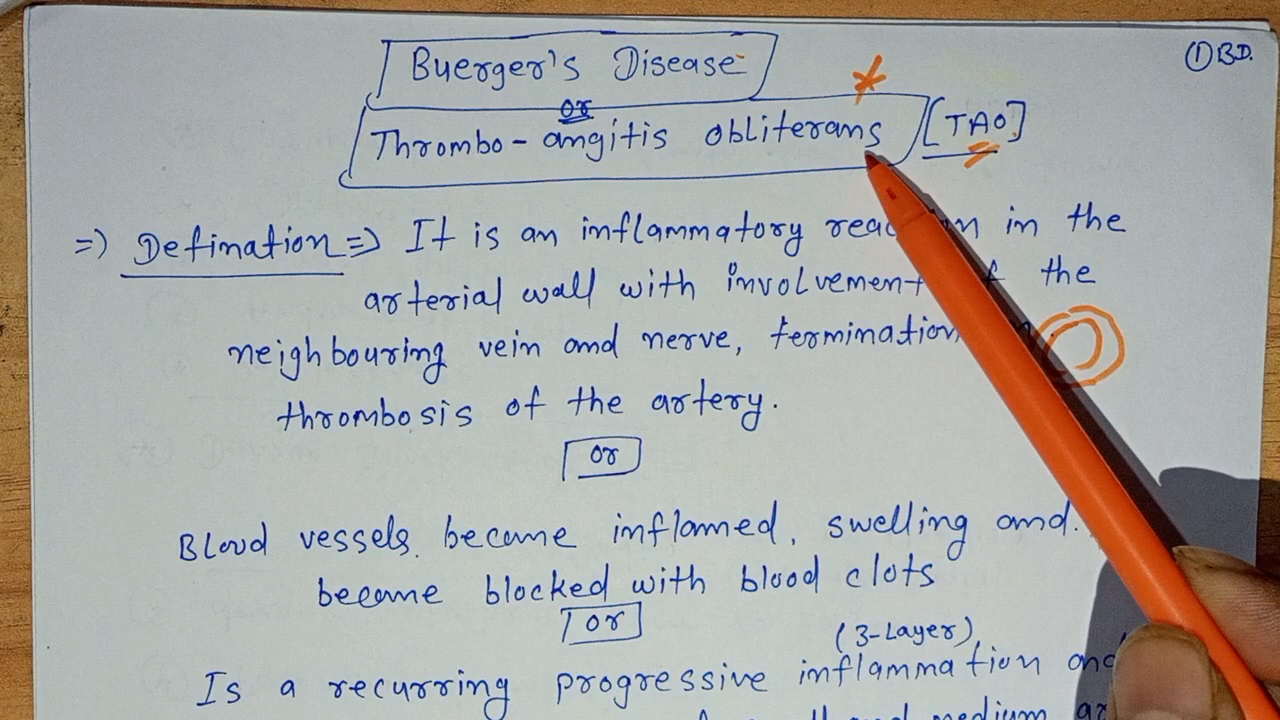 ①BD.
Buerger's Disease
or
Thrombo-angitis obliterans [TAO]
=) Defination => It is an inflammatory in the
arterial wall with involvement the
neighbouring vein and nerve, termination
thrombosis of the artery.
or
Blood vessels become inflamed, swelling and.
become blocked with blood clots
or
(3-Layer)
Is a recurring progressive inflammation and
medium